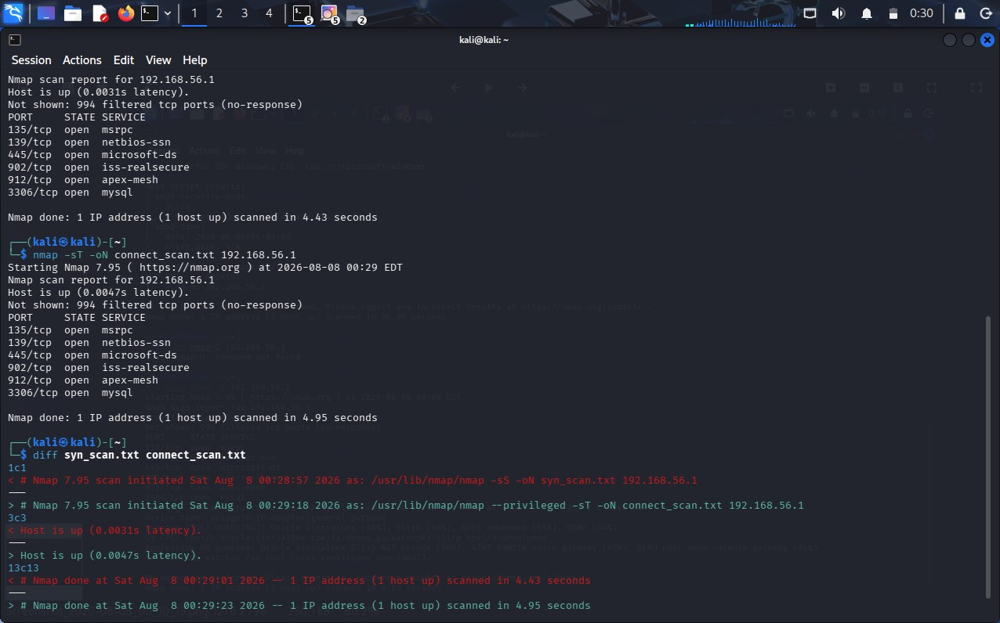 1 2 3 4 5 5 2 0:30
kali@kali: ~
Session Actions Edit View Help
Nmap scan report for 192.168.56.1
Host is up (0.0031s latency).
Not shown: 994 filtered tcp ports (no-response)
PORT     STATE SERVICE
135/tcp  open  msrpc
139/tcp  open  netbios-ssn
445/tcp  open  microsoft-ds
902/tcp  open  iss-realsecure
912/tcp  open  apex-mesh
3306/tcp open  mysql
Nmap done: 1 IP address (1 host up) scanned in 4.43 seconds
┌──(kali㉿kali)-[~]
└─$ nmap -sT -oN connect_scan.txt 192.168.56.1
Starting Nmap 7.95 ( https://nmap.org ) at 2026-08-08 00:29 EDT
Nmap scan report for 192.168.56.1
Host is up (0.0047s latency).
Not shown: 994 filtered tcp ports (no-response)
PORT     STATE SERVICE
135/tcp  open  msrpc
139/tcp  open  netbios-ssn
445/tcp  open  microsoft-ds
902/tcp  open  iss-realsecure
912/tcp  open  apex-mesh
3306/tcp open  mysql
Nmap done: 1 IP address (1 host up) scanned in 4.95 seconds
┌──(kali㉿kali)-[~]
└─$ diff syn_scan.txt connect_scan.txt
1c1
< # Nmap 7.95 scan initiated Sat Aug  8 00:28:57 2026 as: /usr/lib/nmap/nmap -sS -oN syn_scan.txt 192.168.56.1
---
> # Nmap 7.95 scan initiated Sat Aug  8 00:29:18 2026 as: /usr/lib/nmap/nmap --privileged -sT -oN connect_scan.txt 192.168.56.1
3c3
< Host is up (0.0031s latency).
---
> Host is up (0.0047s latency).
13c13
< # Nmap done at Sat Aug  8 00:29:01 2026 -- 1 IP address (1 host up) scanned in 4.43 seconds
---
> # Nmap done at Sat Aug  8 00:29:23 2026 -- 1 IP address (1 host up) scanned in 4.95 seconds